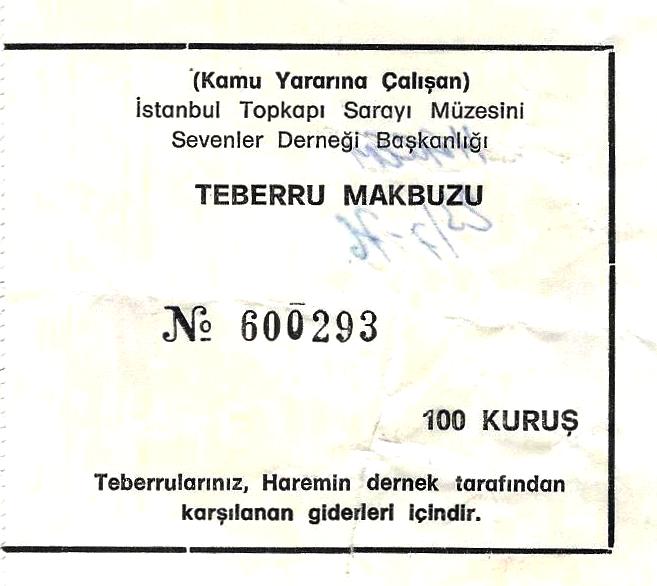 (Kamu Yararına Çalışan)
İstanbul Topkapı Sarayı Müzesini
Sevenler Derneği Başkanlığı
TEBERRU MAKBUZU
№ 600293
100 KURUŞ
Teberrularınız, Haremin dernek tarafından
karşılanan giderleri içindir.